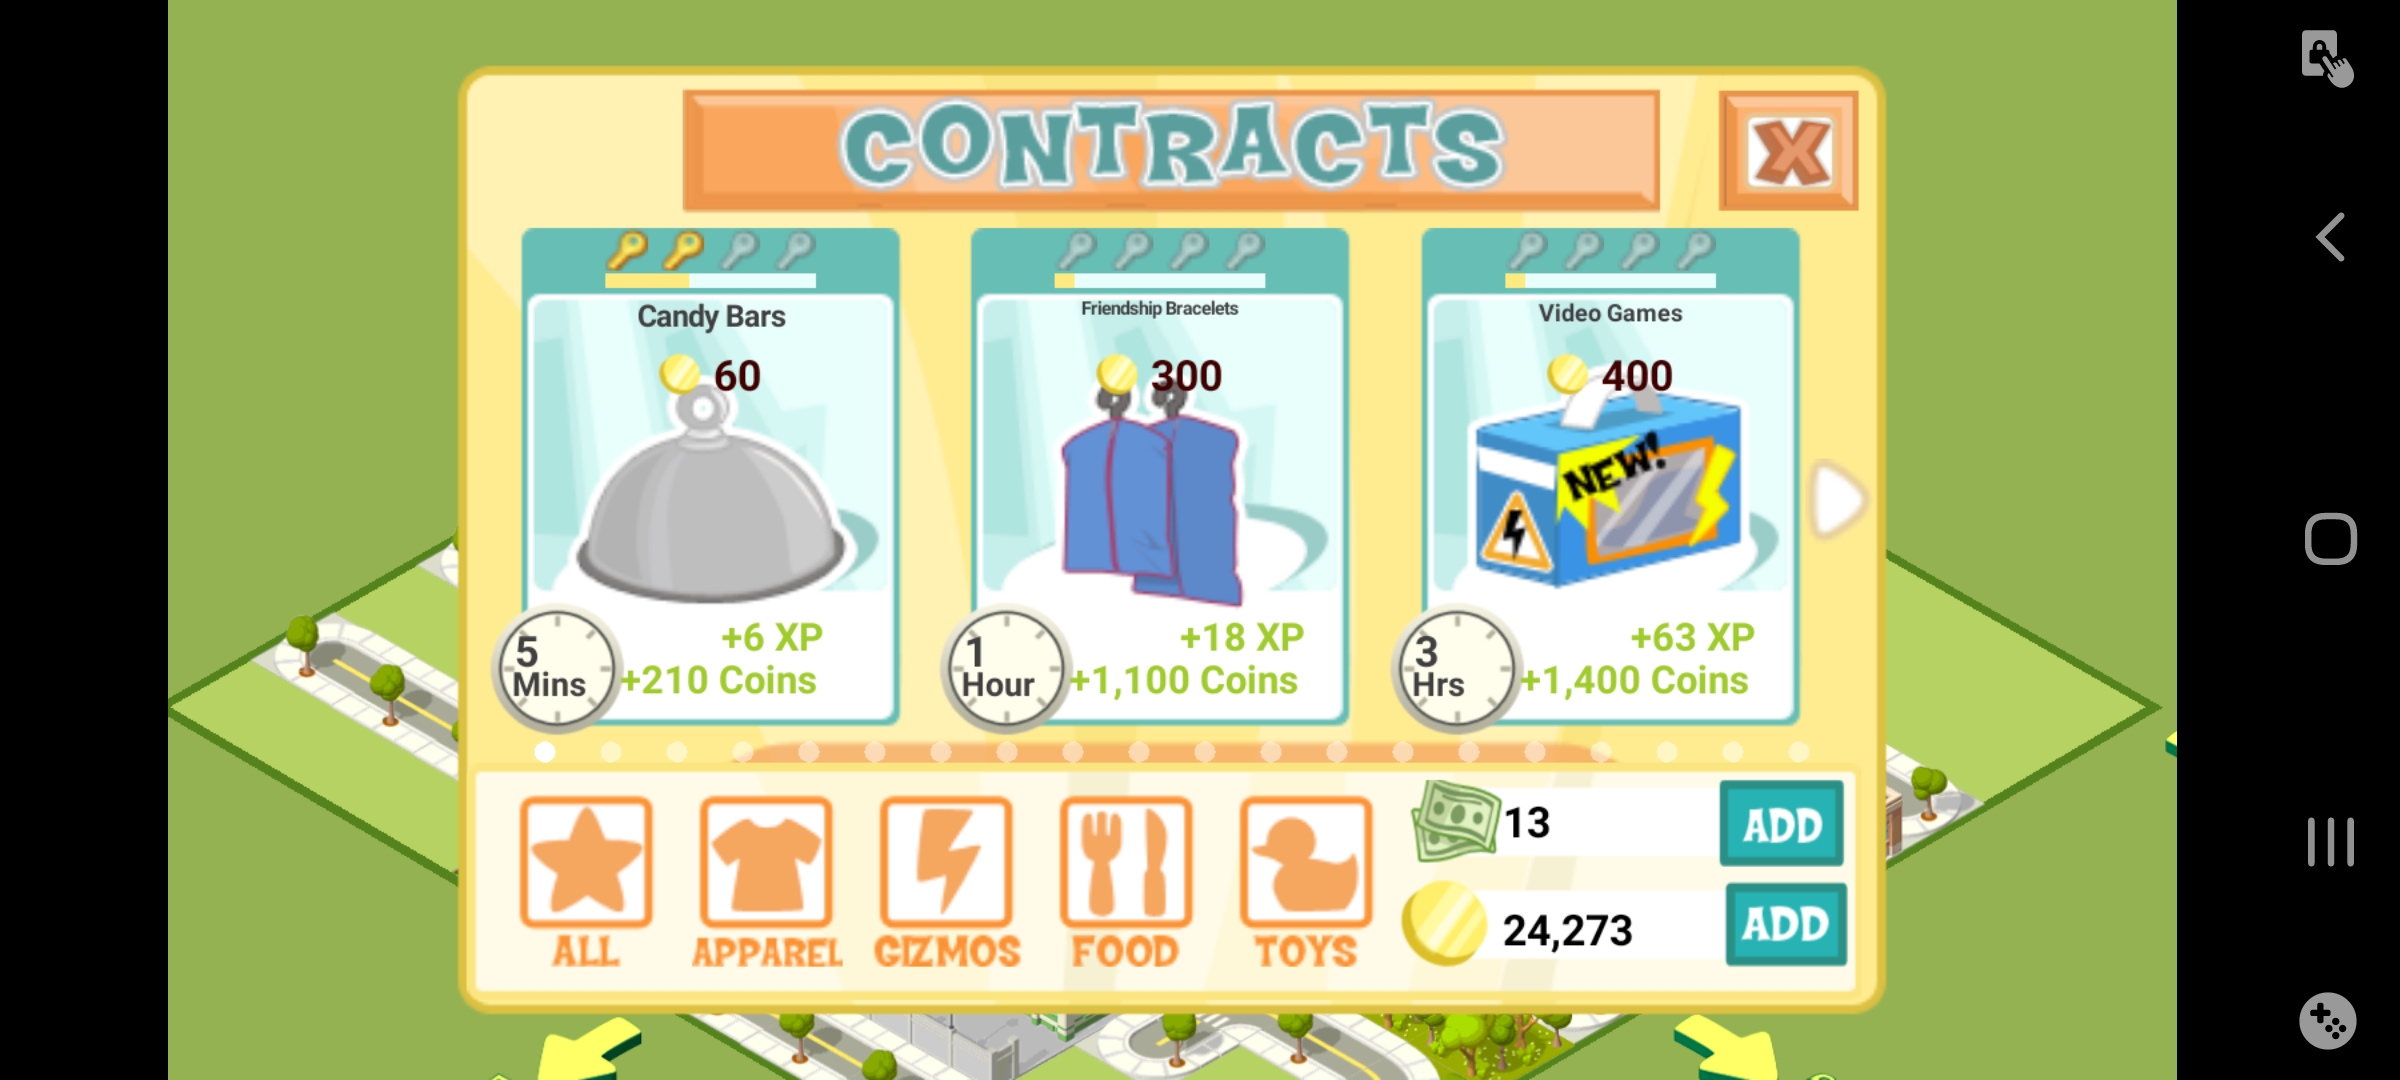 CONTRACTS
X
Candy Bars
60
5
Mins
+6 XP
+210 Coins
Friendship Bracelets
300
1
Hour
+18 XP
+1,100 Coins
Video Games
400
NEW!
3
Hrs
+63 XP
+1,400 Coins
ALL
APPAREL
GIZMOS
FOOD
TOYS
13
ADD
24,273
ADD